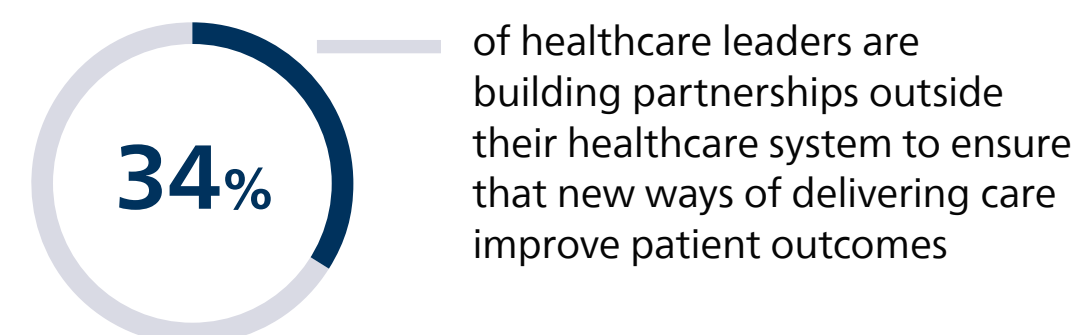 34%
of healthcare leaders are
building partnerships outside
their healthcare system to ensure
that new ways of delivering care
improve patient outcomes